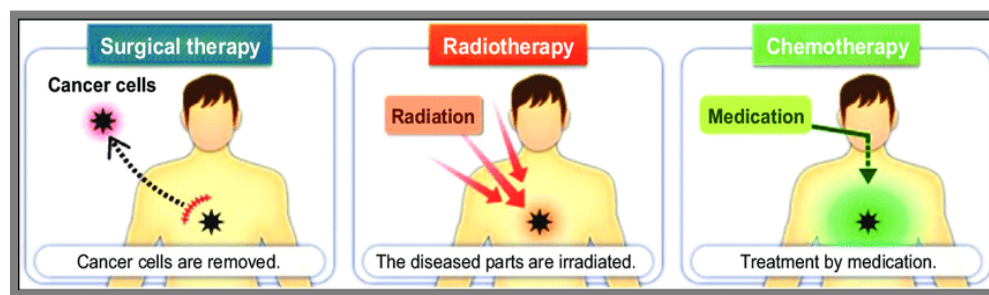 Surgical therapy
Cancer cells
Cancer cells are removed.
Radiotherapy
Radiation
The diseased parts are irradiated.
Chemotherapy
Medication
Treatment by medication.